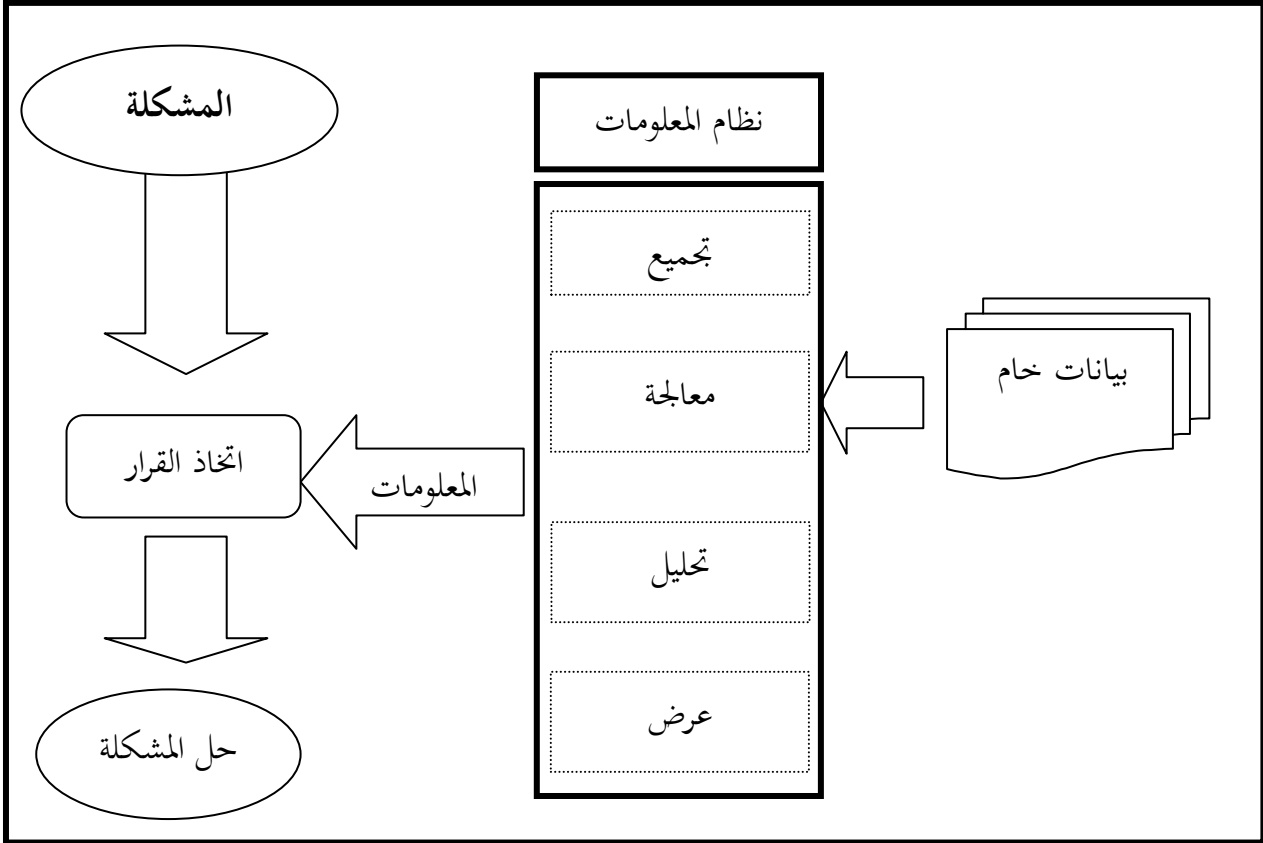 المشكلة
نظام المعلومات
تجميع
بيانات خام
معالجة
اتخاذ القرار
المعلومات
تحليل
عرض
حل المشكلة